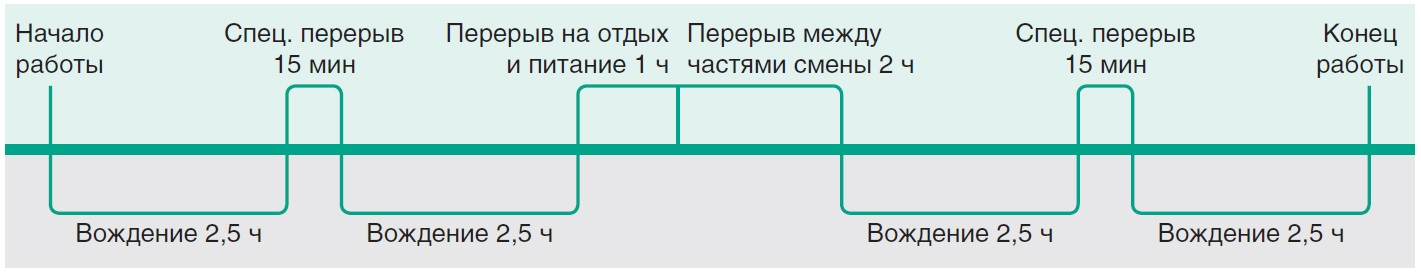 Начало
работы
Спец. перерыв
15 мин
Перерыв на отдых
и питание 1 ч
Перерыв между
частями смены 2 ч
Спец. перерыв
15 мин
Конец
работы
Вождение 2,5 ч
Вождение 2,5 ч
Вождение 2,5 ч
Вождение 2,5 ч